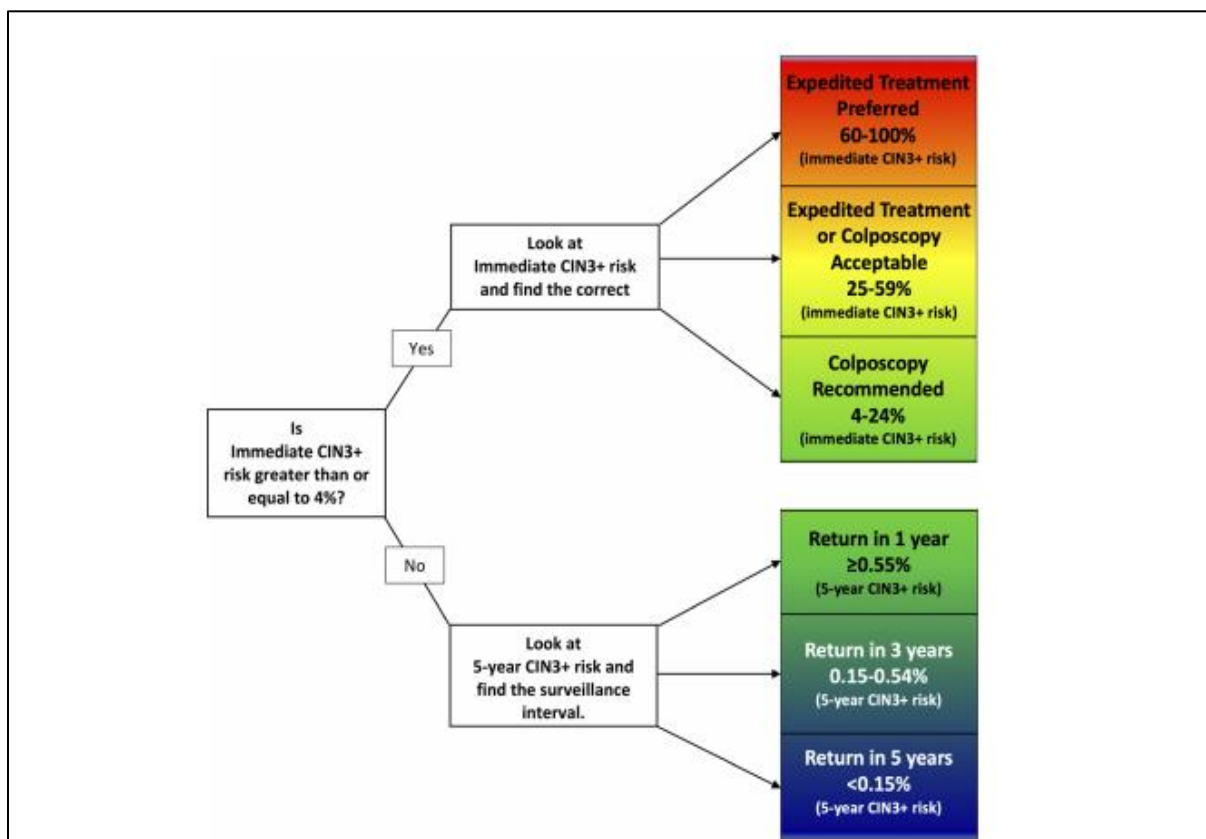 Is
Immediate CIN3+
risk greater than or
equal to 4%?
Yes
Look at
Immediate CIN3+ risk
and find the correct
Expedited Treatment
Preferred
60-100%
(immediate CIN3+ risk)
Expedited Treatment
or Colposcopy
Acceptable
25-59%
(immediate CIN3+ risk)
Colposcopy
Recommended
4-24%
(immediate CIN3+ risk)
No
Look at
5-year CIN3+ risk and
find the surveillance
interval.
Return in 1 year
≥0.55%
(5-year CIN3+ risk)
Return in 3 years
0.15-0.54%
(5-year CIN3+ risk)
Return in 5 years
<0.15%
(5-year CIN3+ risk)